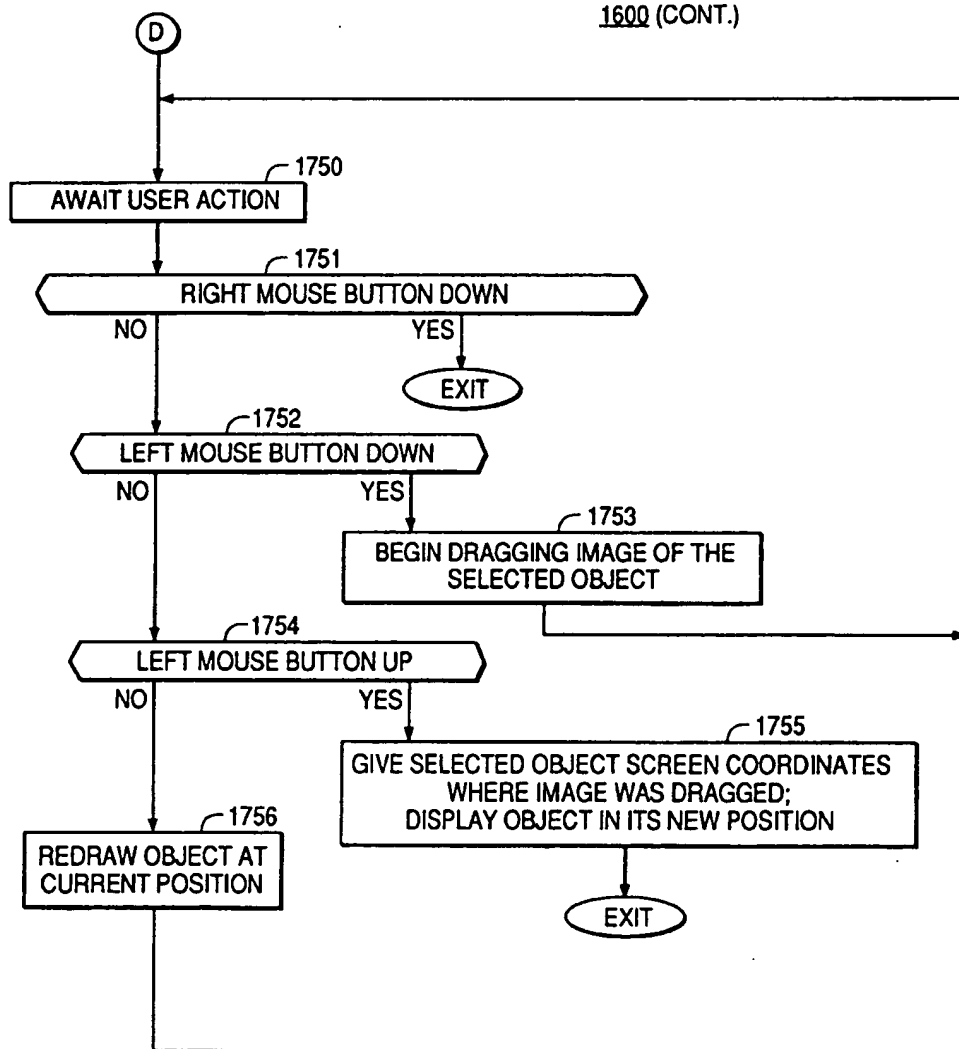 1600 (CONT.)
D
1750
AWAIT USER ACTION
1751
RIGHT MOUSE BUTTON DOWN
NO
YES
EXIT
1752
LEFT MOUSE BUTTON DOWN
NO
YES
1753
BEGIN DRAGGING IMAGE OF THE
SELECTED OBJECT
1754
LEFT MOUSE BUTTON UP
NO
YES
1755
GIVE SELECTED OBJECT SCREEN COORDINATES
WHERE IMAGE WAS DRAGGED;
DISPLAY OBJECT IN ITS NEW POSITION
1756
REDRAW OBJECT AT
CURRENT POSITION
EXIT